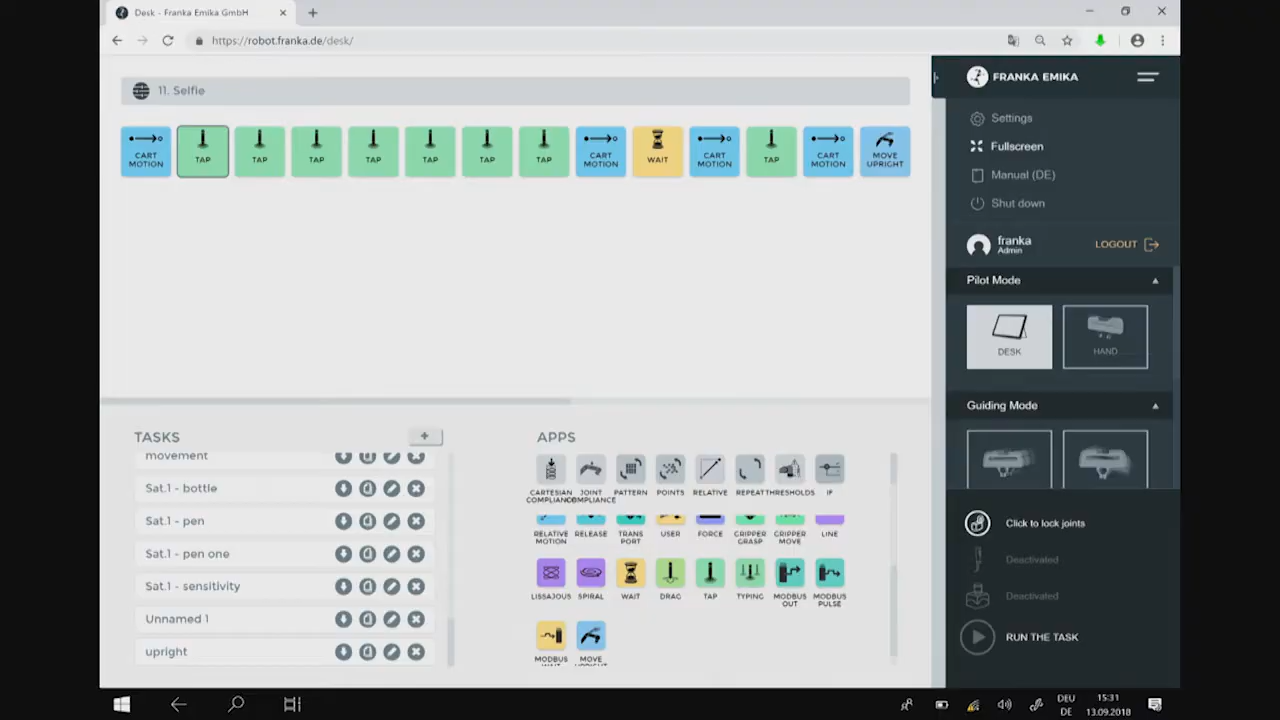 Desk - Franka Emika GmbH
https://robot.franka.de/desk/
11. Selfie
CART MOTION
TAP
TAP
TAP
TAP
TAP
TAP
TAP
CART MOTION
WAIT
CART MOTION
TAP
CART MOTION
MOVE UPRIGHT
FRANKA EMIKA
Settings
Fullscreen
Manual (DE)
Shut down
franka
Admin
LOGOUT
Pilot Mode
DESK
HAND
Guiding Mode
Click to lock joints
Deactivated
Deactivated
RUN THE TASK
TASKS
movement
Sat.1 - bottle
Sat.1 - pen
Sat.1 - pen one
Sat.1 - sensitivity
Unnamed 1
upright
APPS
CARTESIAN COMPLIANCE
JOINT COMPLIANCE
PATTERN
POINTS
RELATIVE
REPEAT
THRESHOLDS
IF
RELATIVE MOTION
RELEASE
TRANS PORT
USER
FORCE
GRIPPER GRASP
GRIPPER MOVE
LINE
LISSAJOUS
SPIRAL
WAIT
DRAG
TAP
TYPING
MODBUS OUT
MODBUS PULSE
MODBUS WAIT
MOVE UPRIGHT
DEU
DE
15:31
13.09.2018